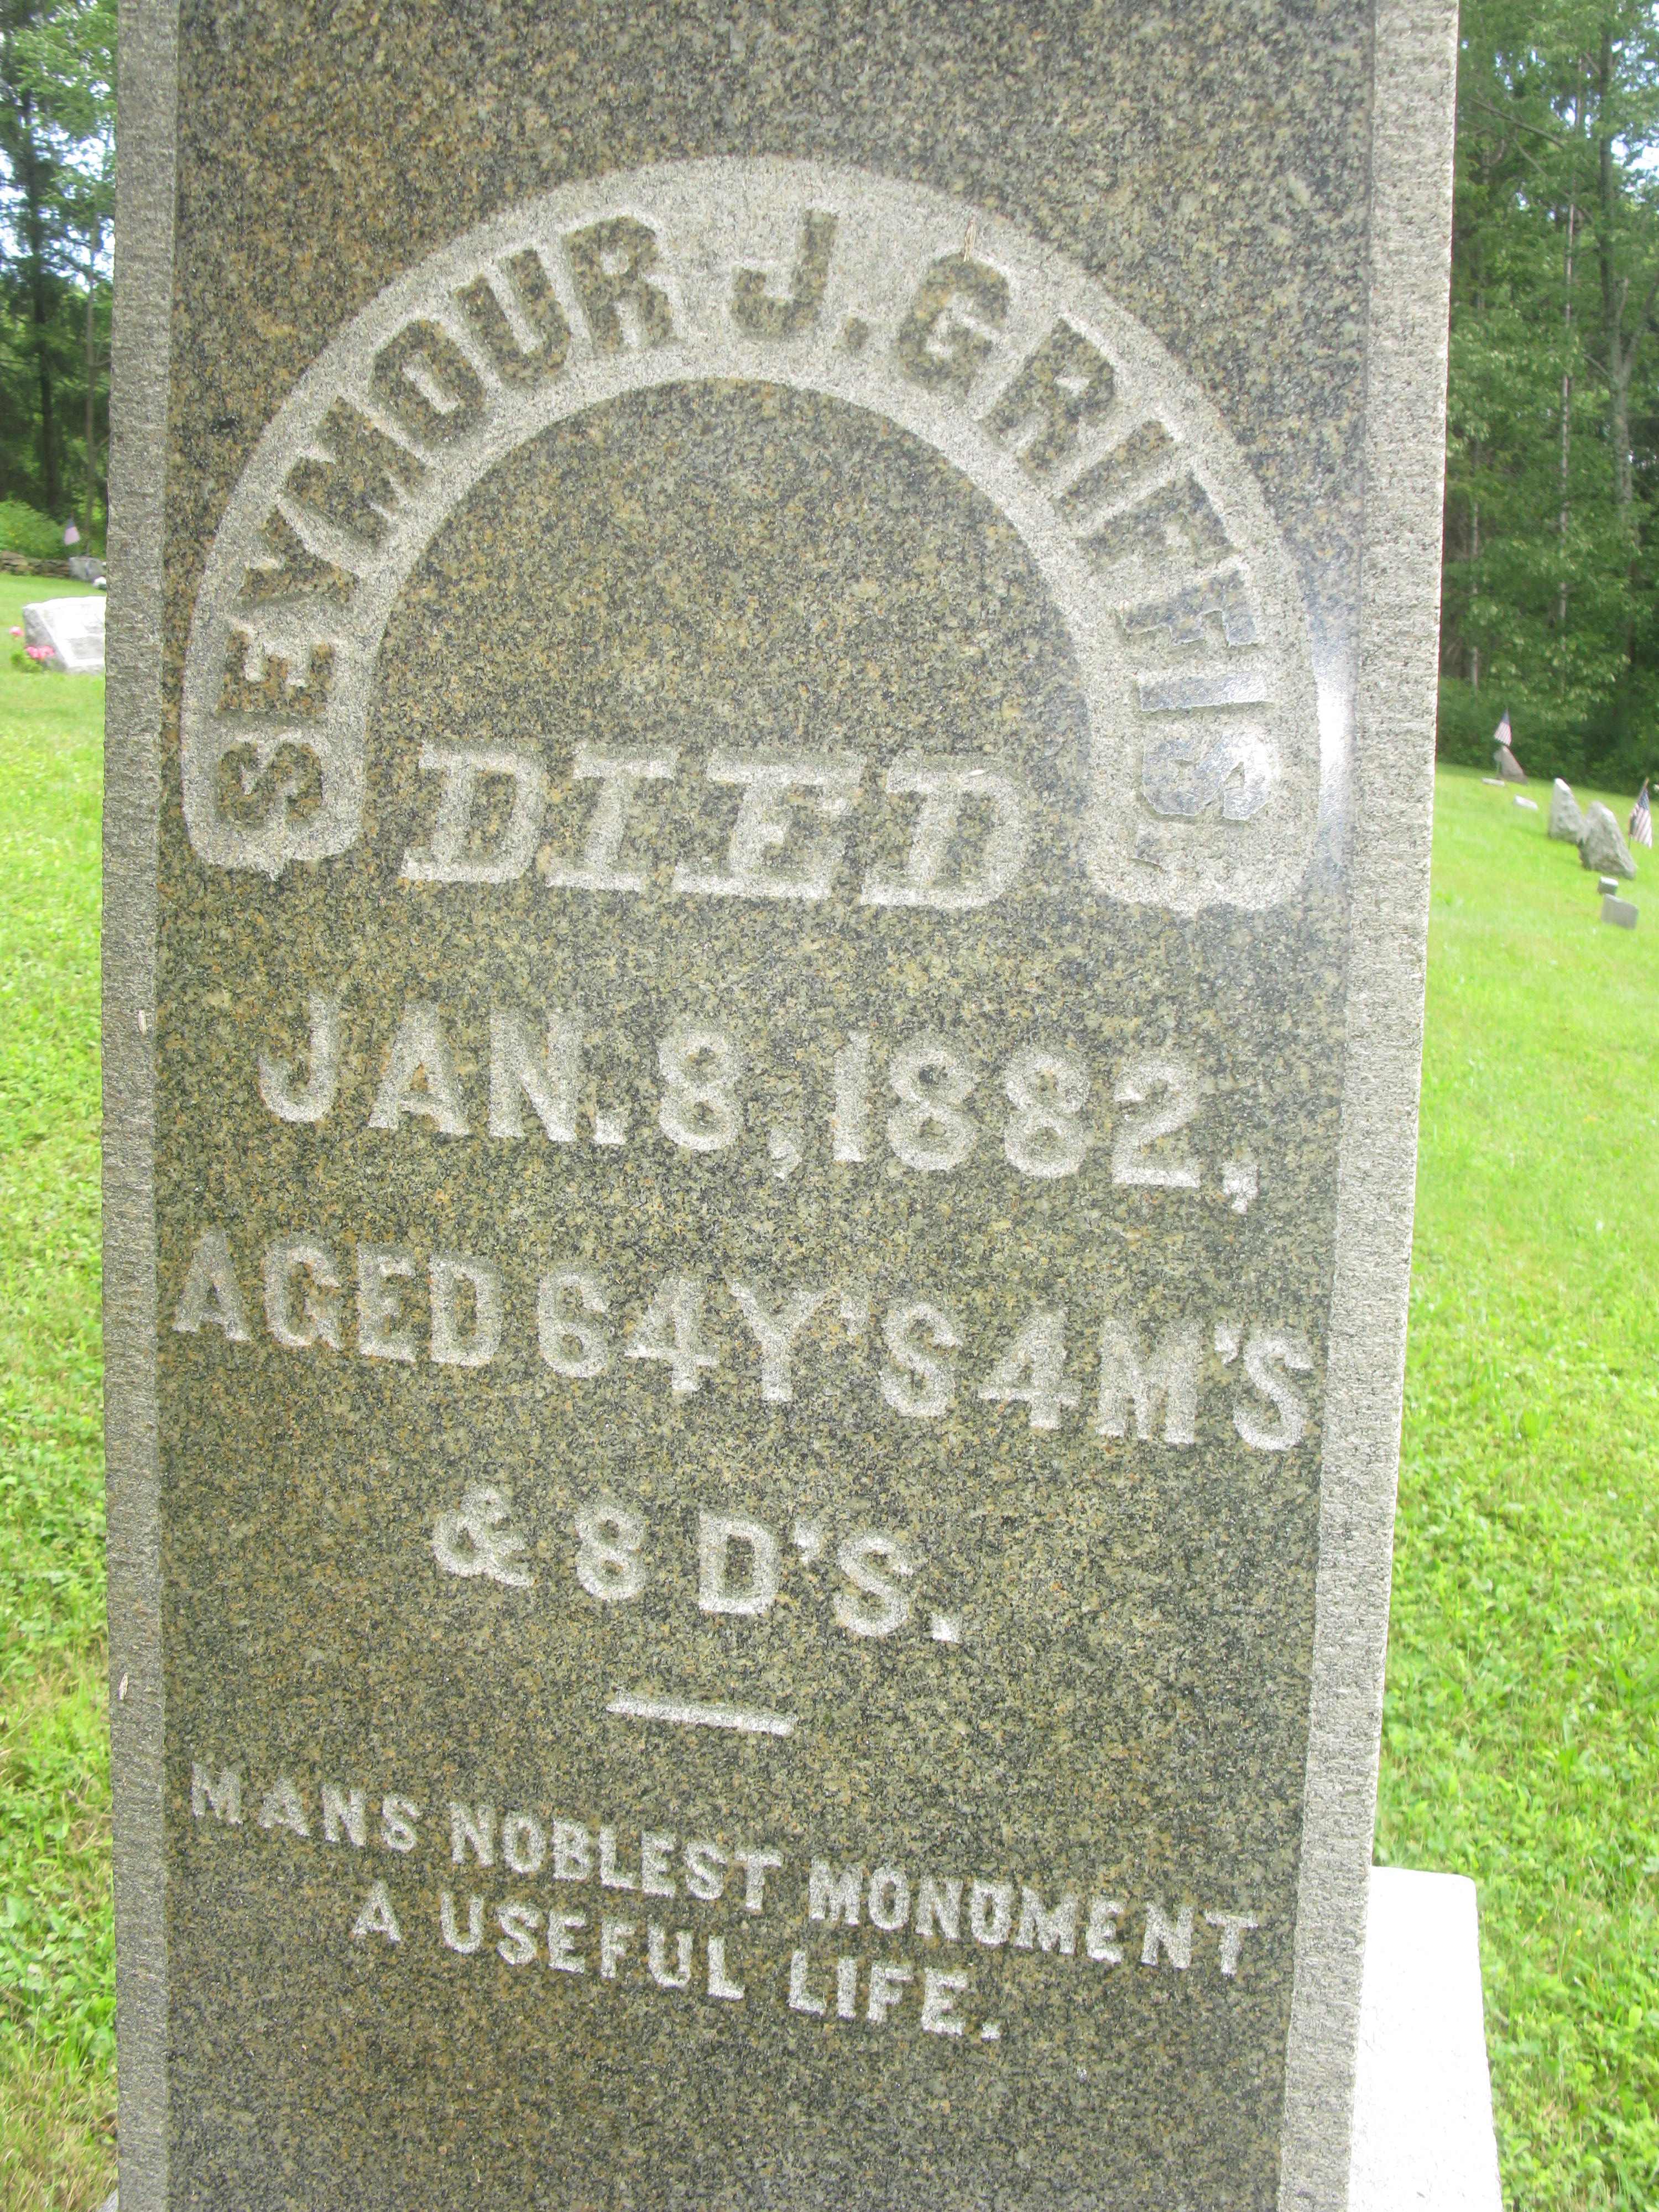 SEYMOUR J. GRIFFIS
DIED
JAN. 8, 1882,
AGED 64 Y'S 4 M'S
& 8 D'S.
MANS NOBLEST MONUMENT
A USEFUL LIFE.